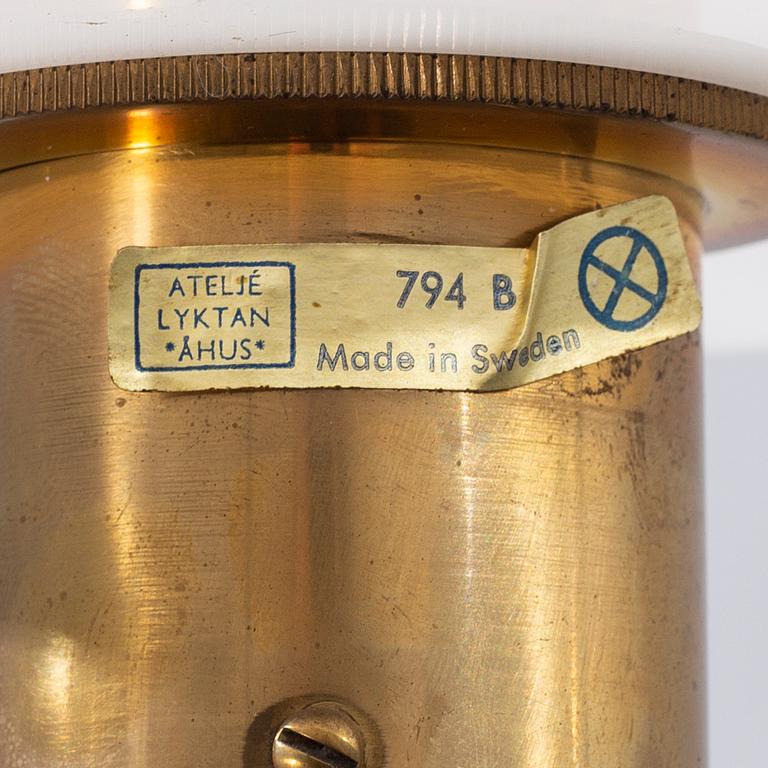 ATELJÉ
LYKTAN
*ÅHUS*
794 B
Made in Sweden